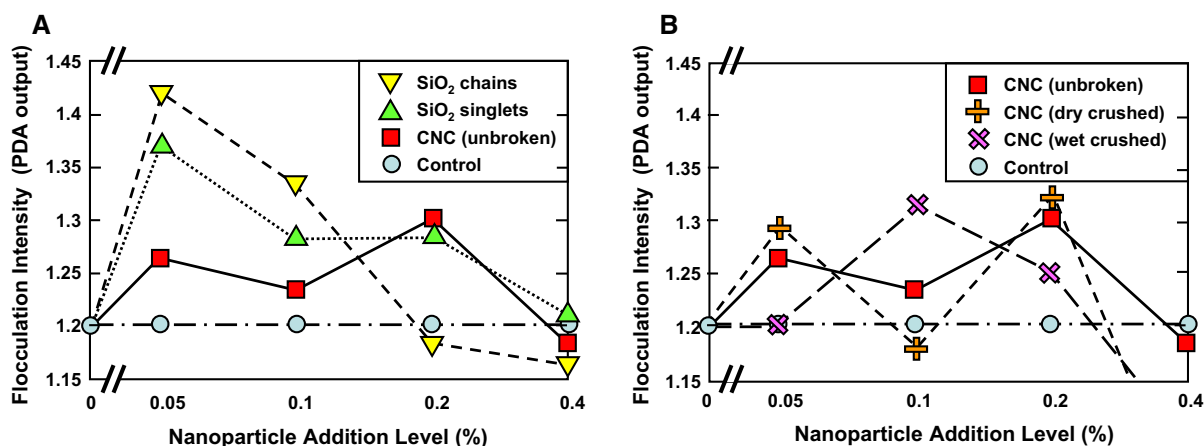 A
Flocculation Intensity (PDA output)
1.45
1.4
1.35
1.3
1.25
1.2
1.15
SiO₂ chains
SiO₂ singlets
CNC (unbroken)
Control
0 0.05 0.1 0.2 0.4
Nanoparticle Addition Level (%)
B
Flocculation Intensity (PDA output)
1.45
1.4
1.35
1.3
1.25
1.2
1.15
CNC (unbroken)
CNC (dry crushed)
CNC (wet crushed)
Control
0 0.05 0.1 0.2 0.4
Nanoparticle Addition Level (%)